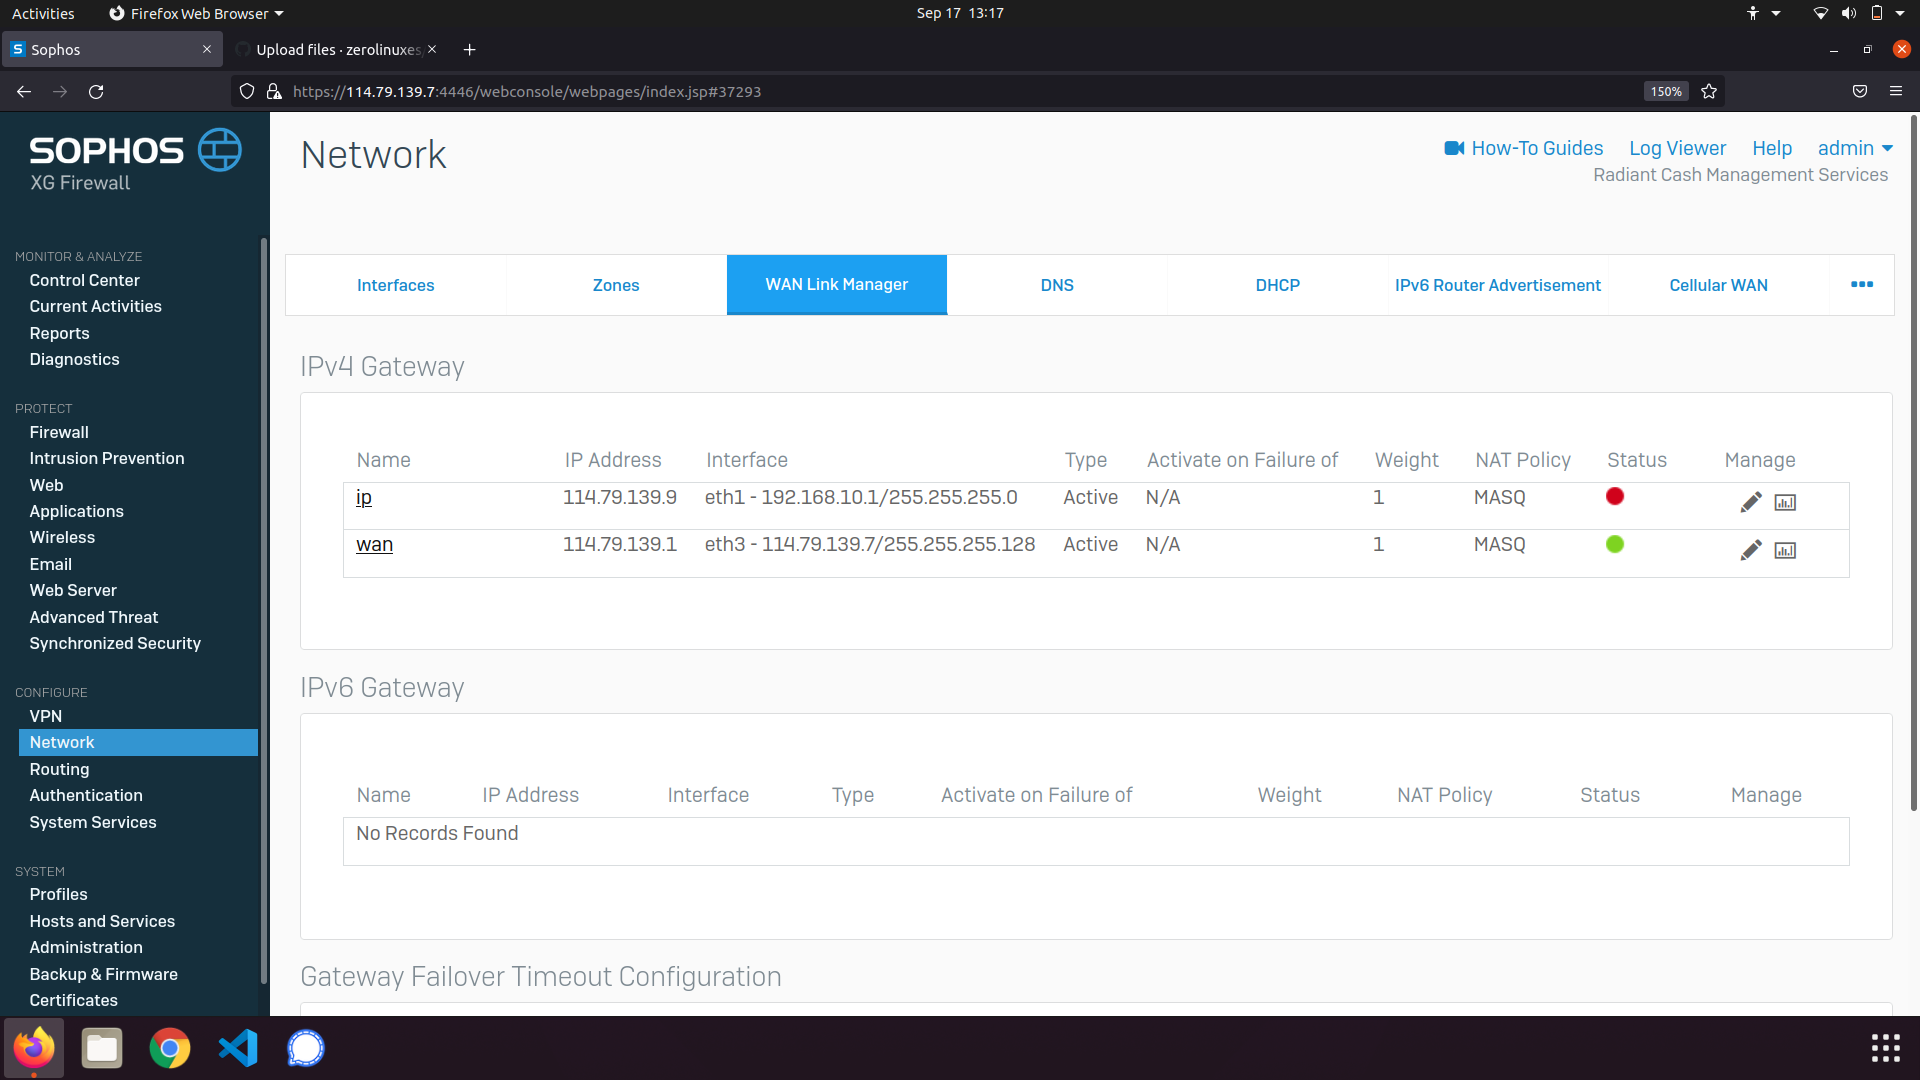 Activities Firefox Web Browser Sep 17 13:17
Sophos Upload files · zerolinuxes
https://114.79.139.7:4446/webconsole/webpages/index.jsp#37293 150%
SOPHOS
XG Firewall
MONITOR & ANALYZE
Control Center
Current Activities
Reports
Diagnostics
PROTECT
Firewall
Intrusion Prevention
Web
Applications
Wireless
Email
Web Server
Advanced Threat
Synchronized Security
CONFIGURE
VPN
Network
Routing
Authentication
System Services
SYSTEM
Profiles
Hosts and Services
Administration
Backup & Firmware
Certificates
Network
How-To Guides Log Viewer Help admin
Radiant Cash Management Services
Interfaces Zones WAN Link Manager DNS DHCP IPv6 Router Advertisement Cellular WAN
IPv4 Gateway
Name IP Address Interface Type Activate on Failure of Weight NAT Policy Status Manage
ip 114.79.139.9 eth1 - 192.168.10.1/255.255.255.0 Active N/A 1 MASQ
wan 114.79.139.1 eth3 - 114.79.139.7/255.255.255.128 Active N/A 1 MASQ
IPv6 Gateway
Name IP Address Interface Type Activate on Failure of Weight NAT Policy Status Manage
No Records Found
Gateway Failover Timeout Configuration